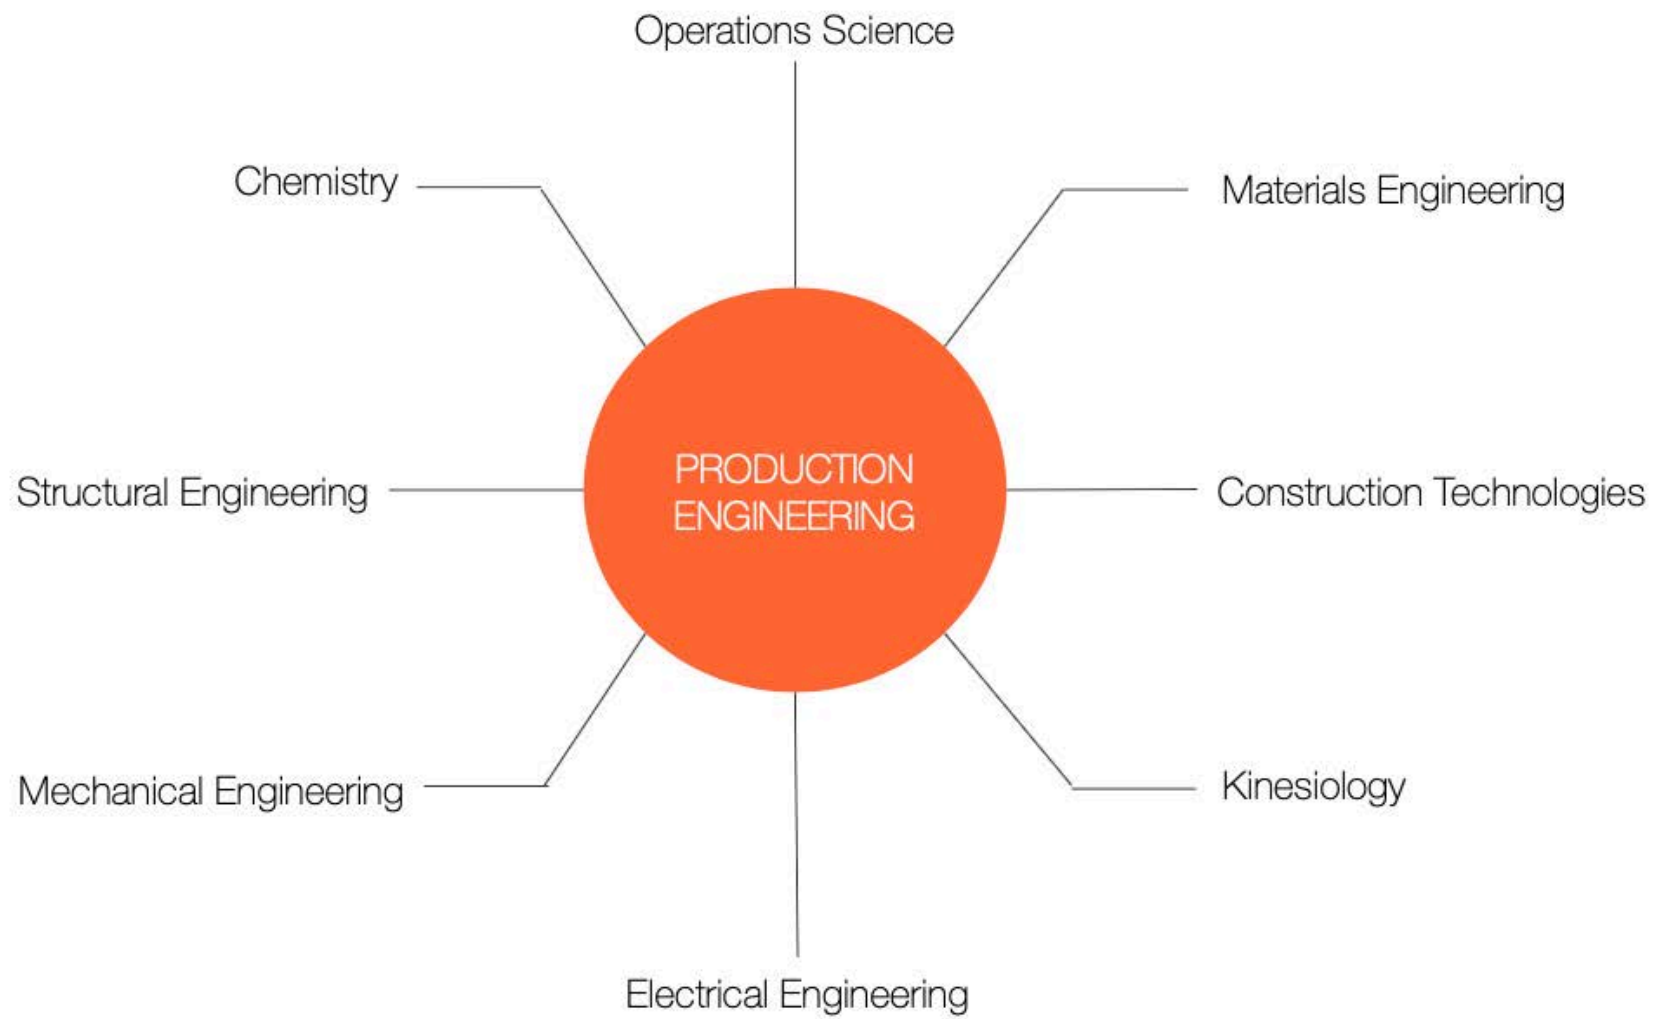 Operations Science
Chemistry
Materials Engineering
PRODUCTION
ENGINEERING
Structural Engineering
Construction Technologies
Mechanical Engineering
Kinesiology
Electrical Engineering